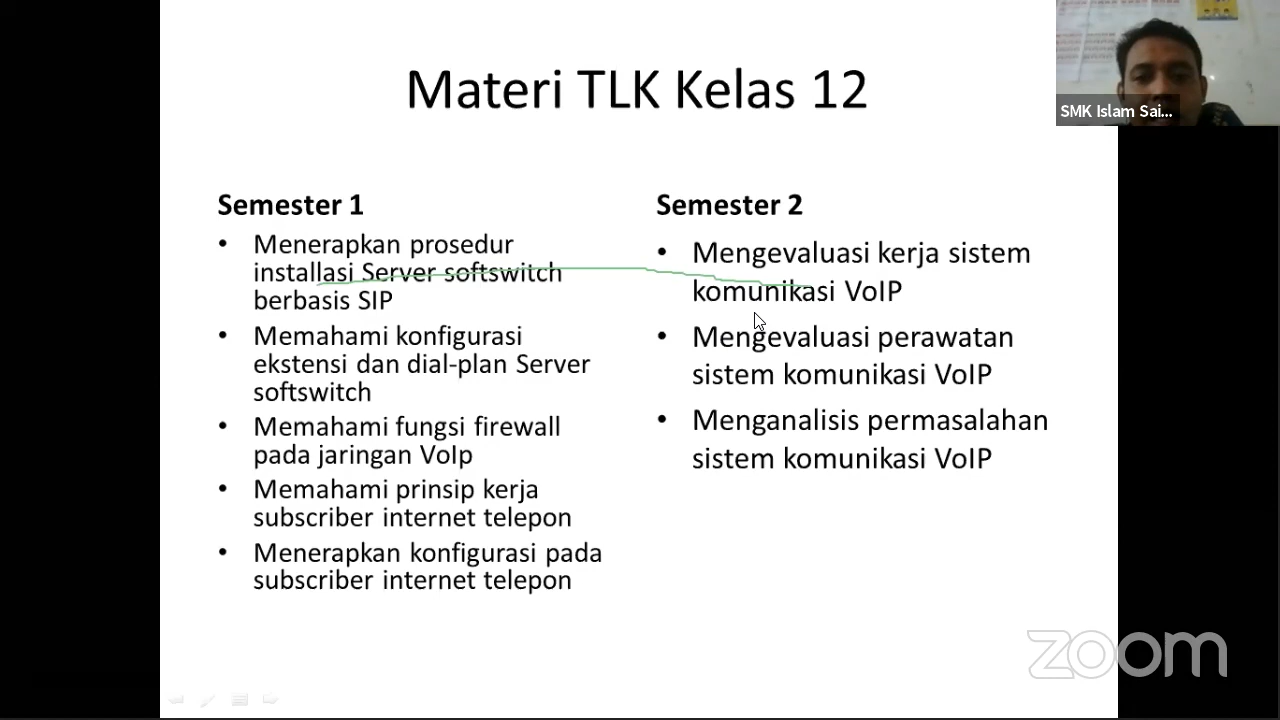 Materi TLK Kelas 12
SMK Islam Sai...
Semester 1
• Menerapkan prosedur
installasi Server softswitch
berbasis SIP
• Memahami konfigurasi
ekstensi dan dial-plan Server
softswitch
• Memahami fungsi firewall
pada jaringan VoIp
• Memahami prinsip kerja
subscriber internet telepon
• Menerapkan konfigurasi pada
subscriber internet telepon
Semester 2
• Mengevaluasi kerja sistem
komunikasi VoIP
• Mengevaluasi perawatan
sistem komunikasi VoIP
• Menganalisis permasalahan
sistem komunikasi VoIP
zoom